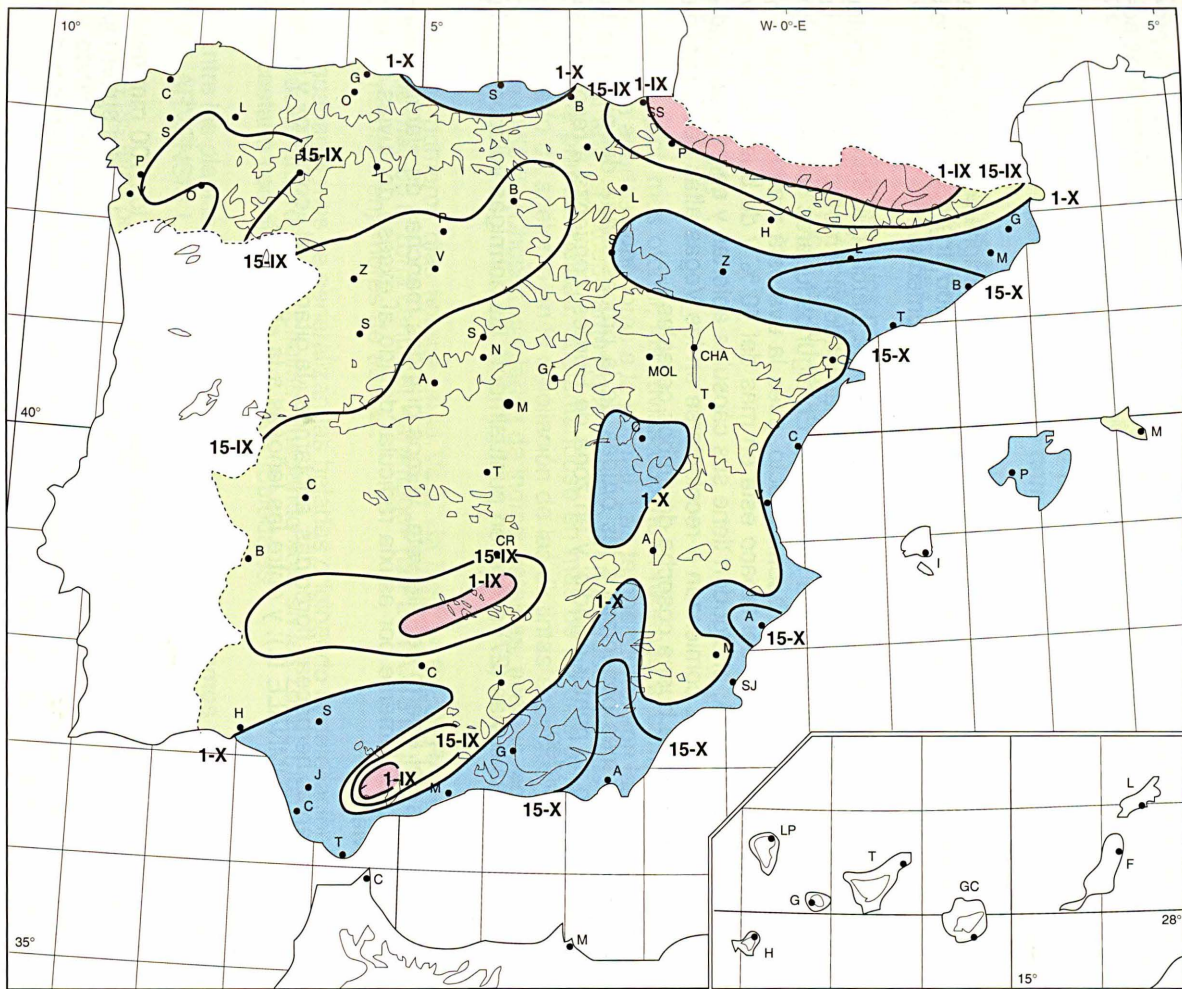 10°
5°
W- 0°-E
5°
1-X
1-X
15-IX
1-IX
G
S
C
O
B
SS
S
L
V
P
P
15-IX
L
V
O
B
L
1-IX
15-IX
1-X
H
G
P
S
L
M
15-IX
Z
V
Z
B
15-X
S
T
15-X
S
N
CHA
MOL
G
T
A
M
T
40°
M
C
C
15-IX
P
T
C
1-X
V
CR
15-IX
A
I
B
1-IX
1-X
A
15-X
M
C
J
SJ
H
S
1-X
15-IX
G
15-X
J
1-IX
M
A
C
15-X
L
T
LP
T
F
C
G
GC
28°
35°
M
H
15°